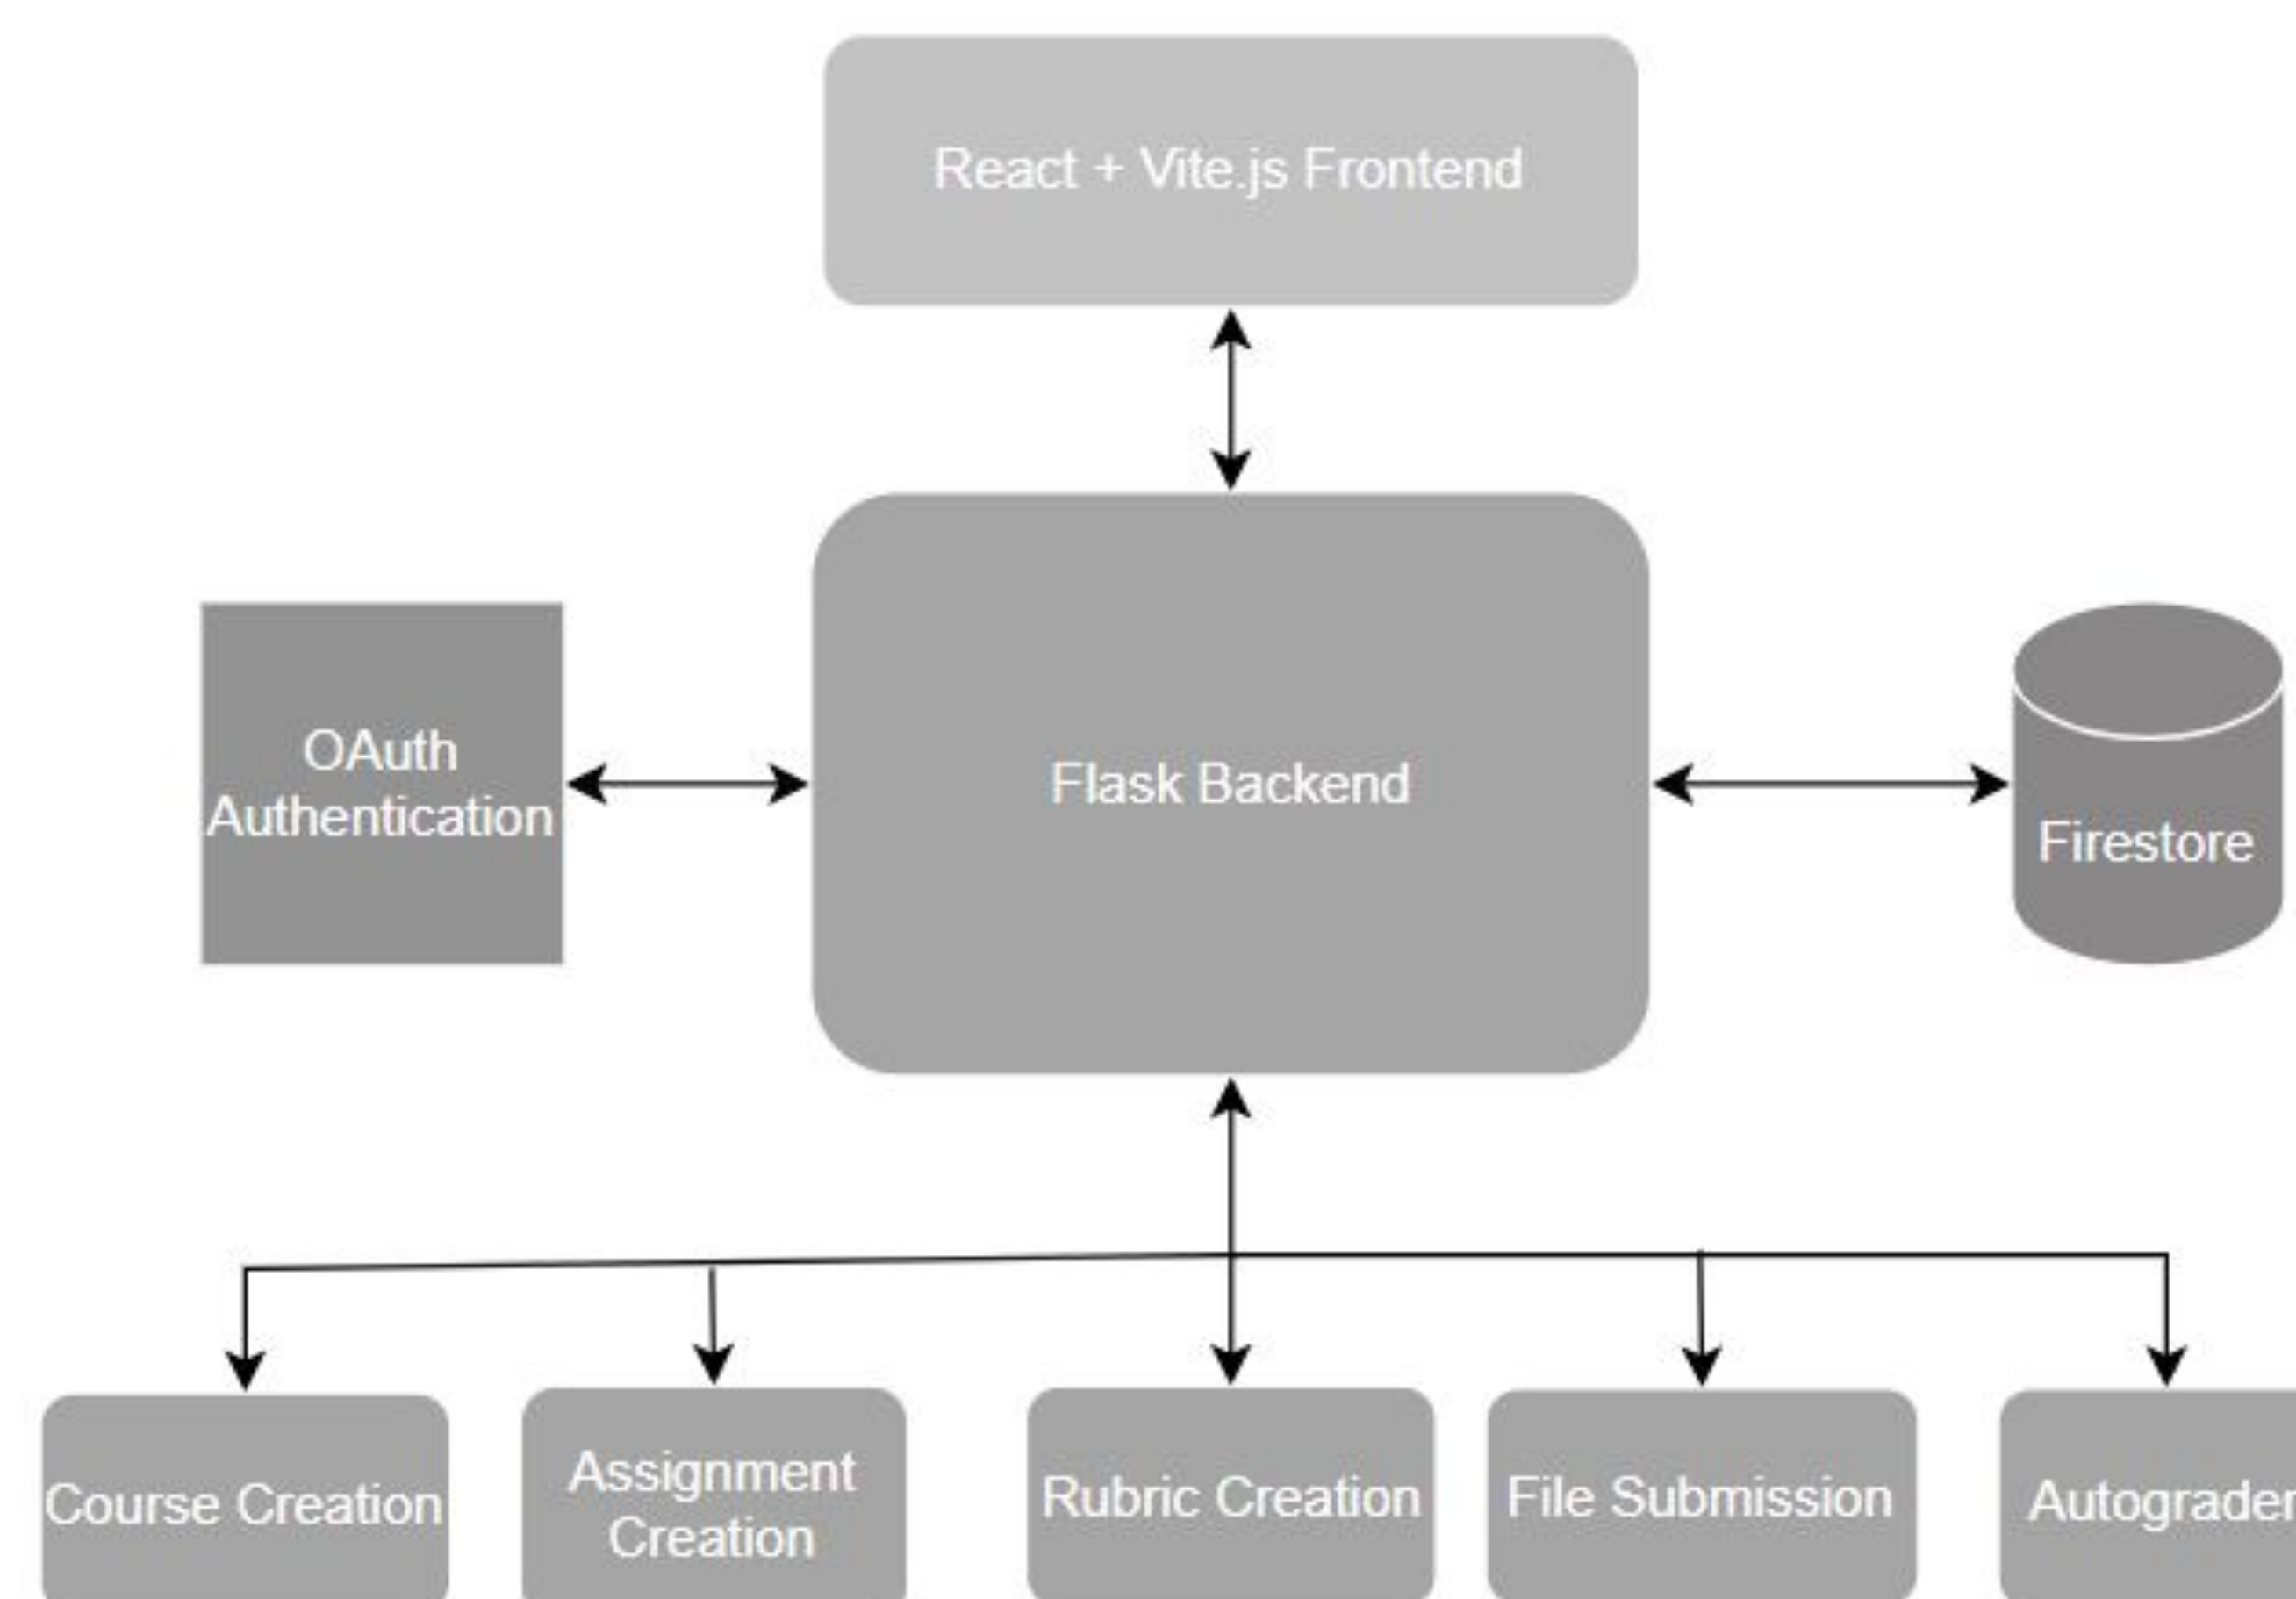 React + Vite.js Frontend
OAuth
Authentication
Flask Backend
Firestore
Course Creation
Assignment
Creation
Rubric Creation
File Submission
Autograder